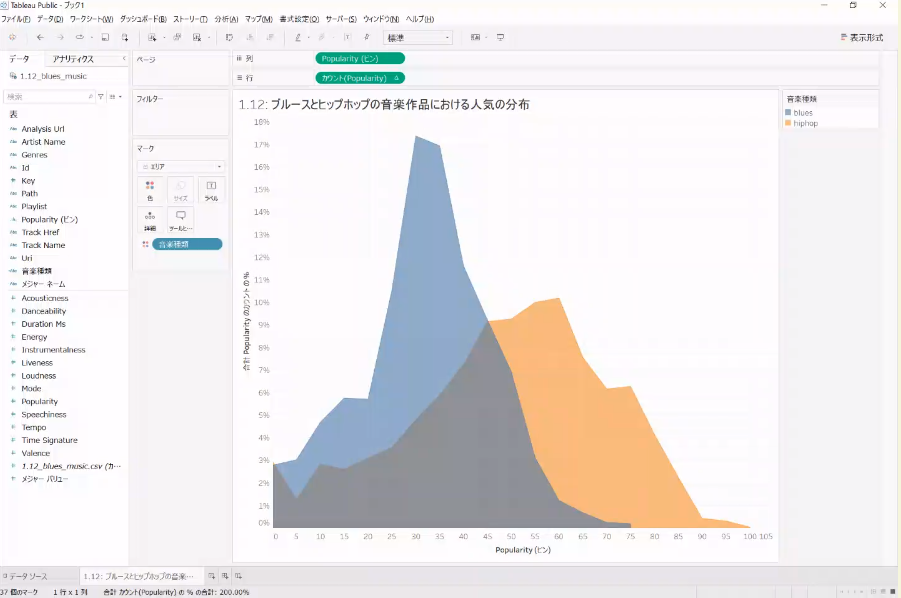 Tableau Public - ブック1
ファイル(F) データ(D) ワークシート(W) ダッシュボード(B) ストーリー(T) 分析(A) マップ(M) 書式設定(O) サーバー(S) ウィンドウ(N) ヘルプ(H)
標準
表示形式
データ アナリティクス
1.12_blues_music
検索
表
Analysis Url
Artist Name
Genres
Id
Key
Path
Playlist
Popularity (ビン)
Track Href
Track Name
Uri
音楽種類
メジャー ネーム
Acousticness
Danceability
Duration Ms
Energy
Instrumentalness
Liveness
Loudness
Mode
Popularity
Speechiness
Tempo
Time Signature
Valence
1.12_blues_music.csv (カ…
メジャー バリュー
ページ
フィルター
マーク
エリア
色 サイズ ラベル
詳細 ツールヒ…
音楽種類
列 Popularity (ビン)
行 カウント(Popularity) Δ
1.12: ブルースとヒップホップの音楽作品における人気の分布
合計 Popularity のカウント の %
18%
17%
16%
15%
14%
13%
12%
11%
10%
9%
8%
7%
6%
5%
4%
3%
2%
1%
0%
0 5 10 15 20 25 30 35 40 45 50 55 60 65 70 75 80 85 90 95 100 105
Popularity (ビン)
音楽種類
blues
hiphop
データ ソース 1.12: ブルースとヒップホップの音楽…
37 個のマーク 1 行 x 1 列 合計 カウント(Popularity) の % の合計: 200.00%